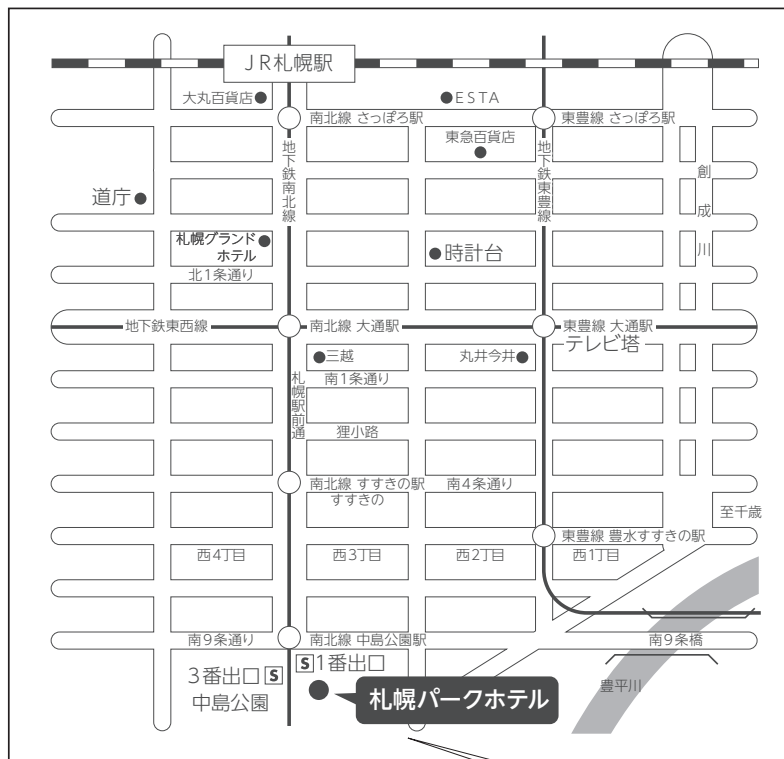 JR札幌駅
大丸百貨店
ESTA
南北線 さっぽろ駅
東豊線 さっぽろ駅
東急百貨店
地下鉄南北線
地下鉄東豊線
創成川
道庁
札幌グランド
ホテル
時計台
北1条通り
地下鉄東西線
南北線 大通駅
東豊線 大通駅
テレビ塔
三越
丸井今井
札幌駅前通
南1条通り
狸小路
南北線 すすきの駅
すすきの
南4条通り
至千歳
東豊線 豊水すすきの駅
西4丁目
西3丁目
西2丁目
西1丁目
南9条通り
南北線 中島公園駅
南9条橋
3番出口 S
S 1番出口
中島公園
札幌パークホテル
豊平川